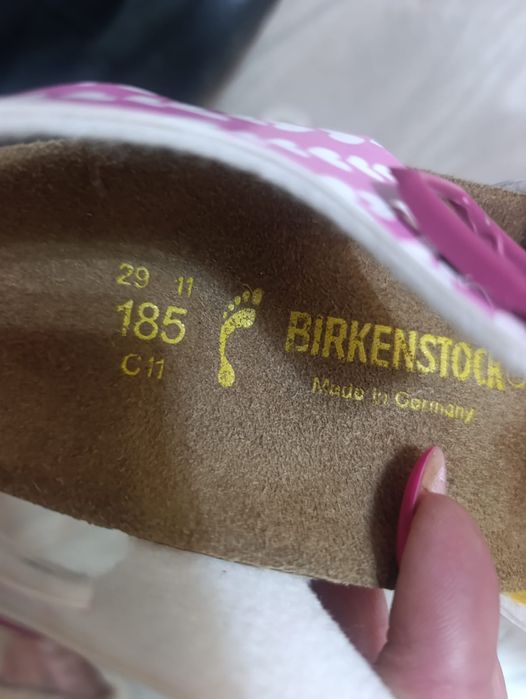 29 11
185
C11
BIRKENSTOCK
Made in Germany